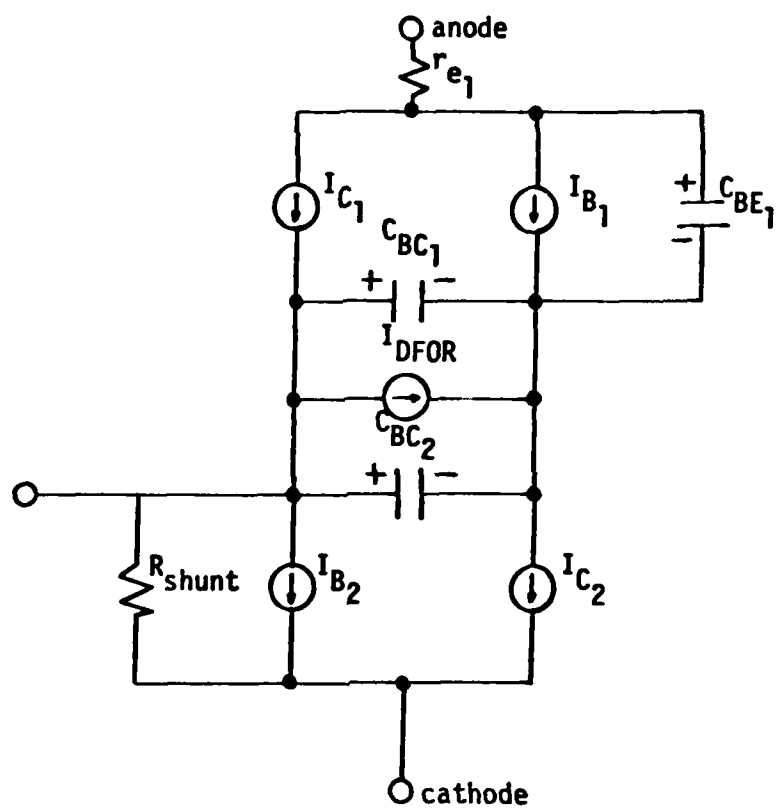 anode
r_e1
I_C1
I_B1
+ C_BE1
−
C_BC1
+ −
I_DFOR
C_BC2
+ −
R_shunt
I_B2
I_C2
cathode